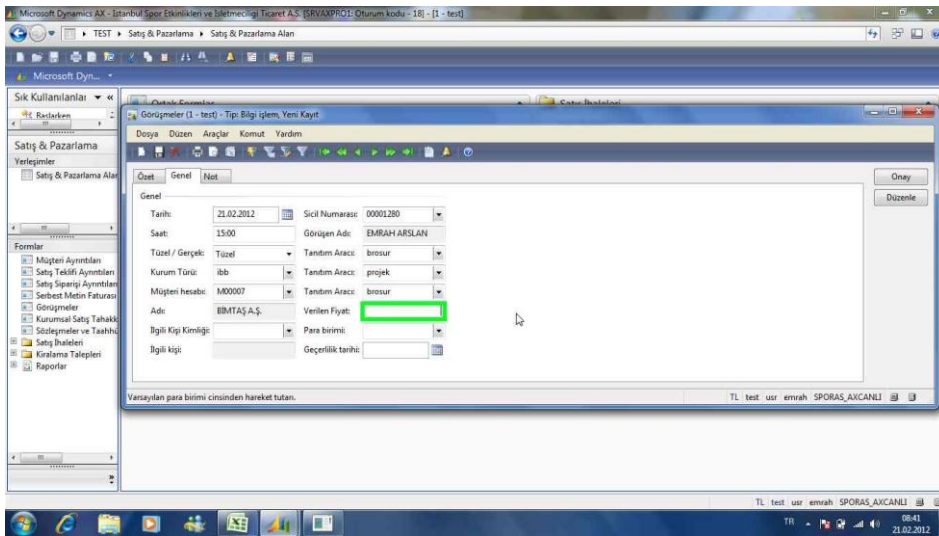 Microsoft Dynamics AX - İstanbul Spor Etkinlikleri ve İsletmeciligi Ticaret A.S. [SRVAXPRO1: Oturum kodu - 18] - [1 - test]
TEST ▸ Satış & Pazarlama ▸ Satış & Pazarlama Alan
Microsoft Dyn...
Sık Kullanılanlar
Ortak Formlar
Satış İhaleleri
Başlarken
Görüşmeler (1 - test) - Tip: Bilgi işlem, Yeni Kayıt
Dosya Düzen Araçlar Komut Yardım
Satış & Pazarlama
Yerleşimler
Satış & Pazarlama Alan
Özet Genel Not
Onay
Genel
Düzenle
Tarih: 21.02.2012 Sicil Numarası: 00001280
Saat: 15:00 Görüşen Adı: EMRAH ARSLAN
Formlar
Tüzel / Gerçek: Tüzel Tanıtım Aracı: brosur
Müşteri Ayrıntıları
Kurum Türü: ibb Tanıtım Aracı: projek
Satış Teklifi Ayrıntıları
Satış Siparişi Ayrıntıları
Müşteri hesabı: M00007 Tanıtım Aracı: brosur
Serbest Metin Faturası
Görüşmeler
Adı: BİMTAŞ A.Ş. Verilen Fiyat:
Kurumsal Satış Tahakk
Sözleşmeler ve Taahhü
İlgili Kişi Kimliği: Para birimi:
Satış İhaleleri
Kiralama Talepleri
İlgili kişi: Geçerlilik tarihi:
Raporlar
Varsayılan para birimi cinsinden hareket tutarı.
TL test usr emrah SPORAS_AXCANLI
TL test usr emrah SPORAS_AXCANLI
TR
08:41
21.02.2012